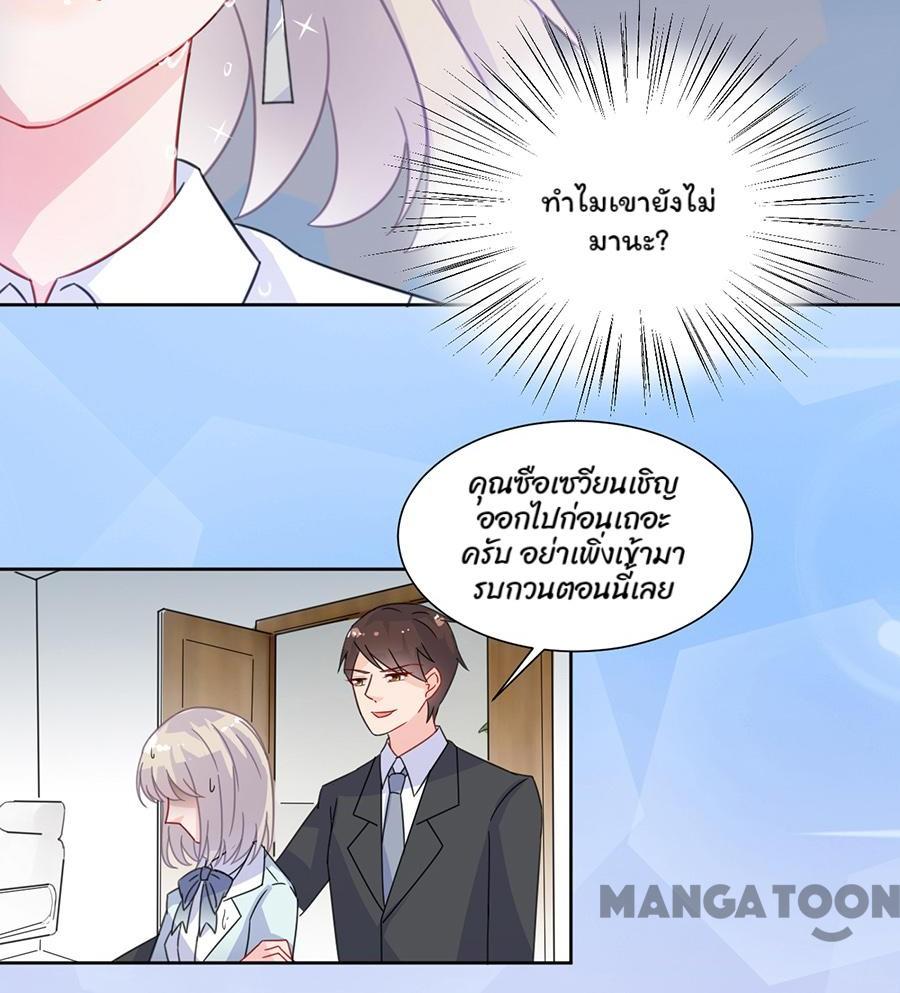 ทำไมเขายังไม่
มานะ?
คุณซือเซวียนเชิญ
ออกไปก่อนเถอะ
ครับ อย่าเพิ่งเข้ามา
รบกวนตอนนี้เลย
MANGATOON